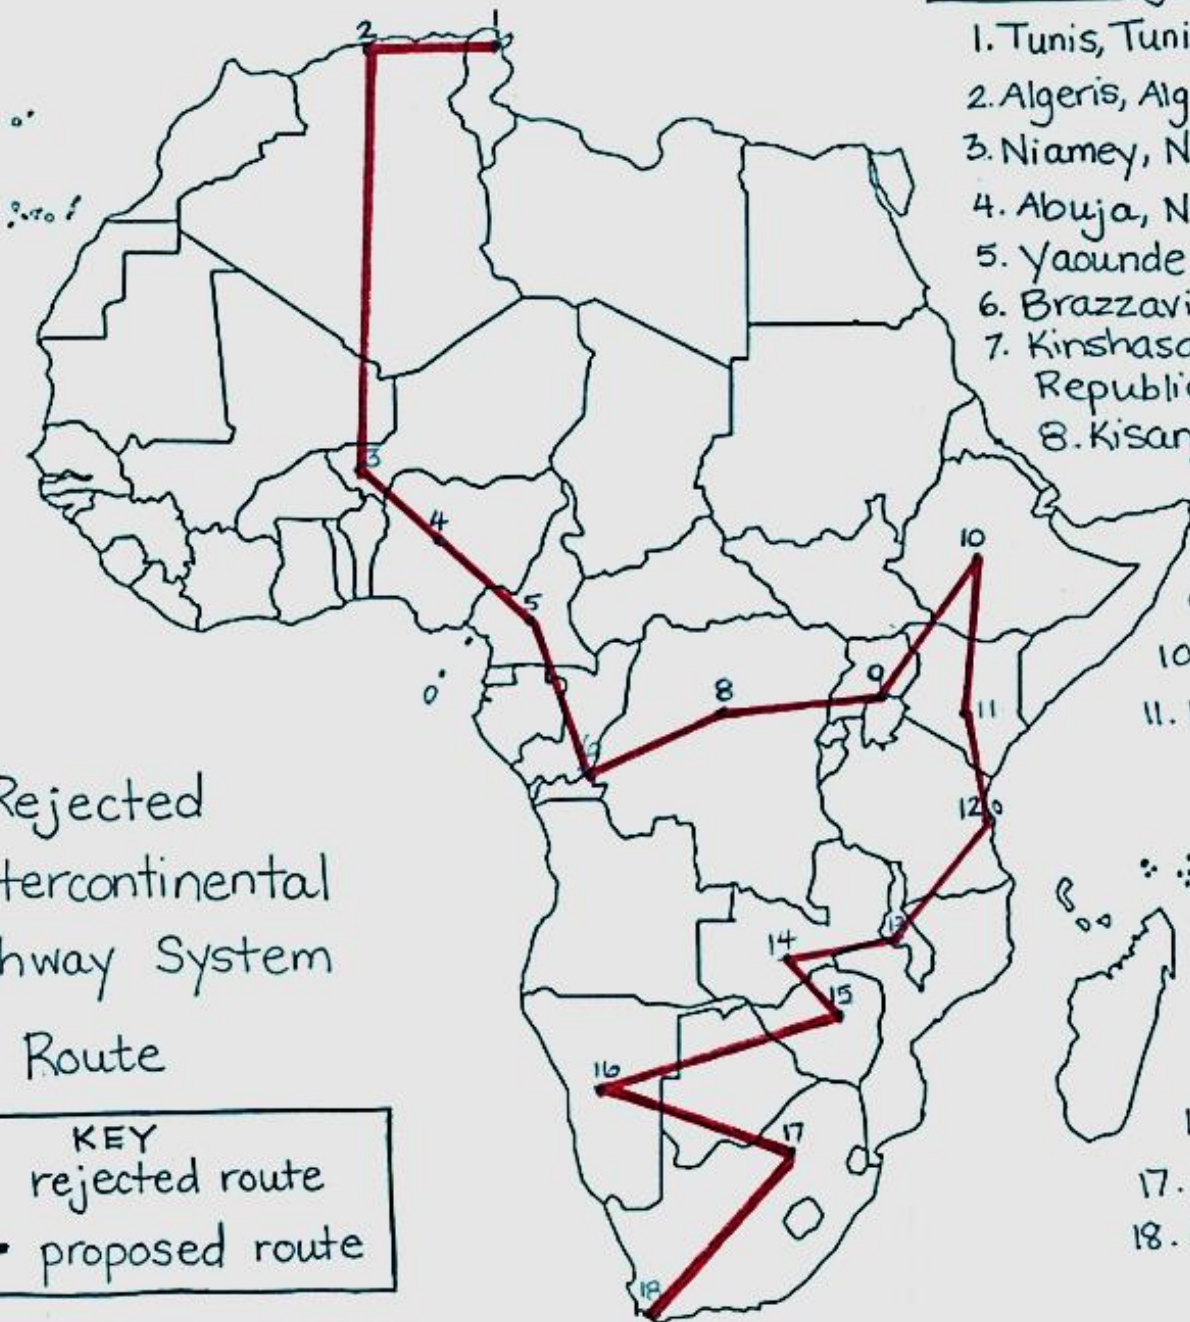 1. Tunis, Tuni
2. Algeris, Alg
3. Niamey, N
4. Abuja, N
5. Yaounde
6. Brazzavi
7. Kinshasa
Republi
8. Kisan
10
11.
17.
18.
2
1
3
4
5
8
9
10
11
12
14
15
16
17
18
Rejected
tercontinental
hway System
Route
KEY
rejected route
proposed route